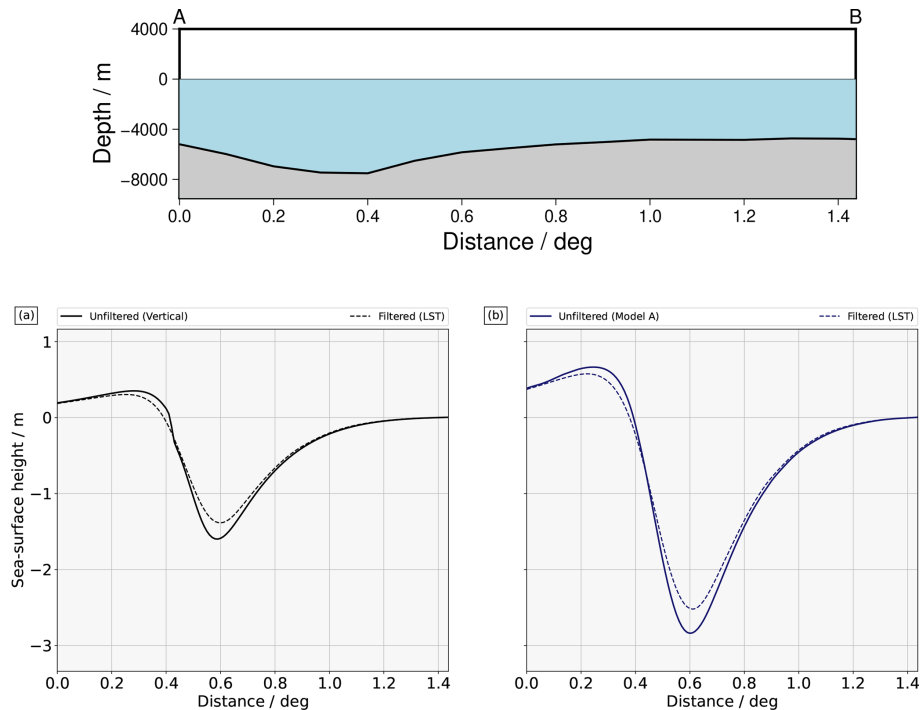 A B
4000
0
−4000
−8000
Depth / m
0.0 0.2 0.4 0.6 0.8 1.0 1.2 1.4
Distance / deg
(a) Unfiltered (Vertical) Filtered (LST)
1
0
−1
−2
−3
Sea-surface height / m
0.0 0.2 0.4 0.6 0.8 1.0 1.2 1.4
Distance / deg
(b) Unfiltered (Model A) Filtered (LST)
0.0 0.2 0.4 0.6 0.8 1.0 1.2 1.4
Distance / deg